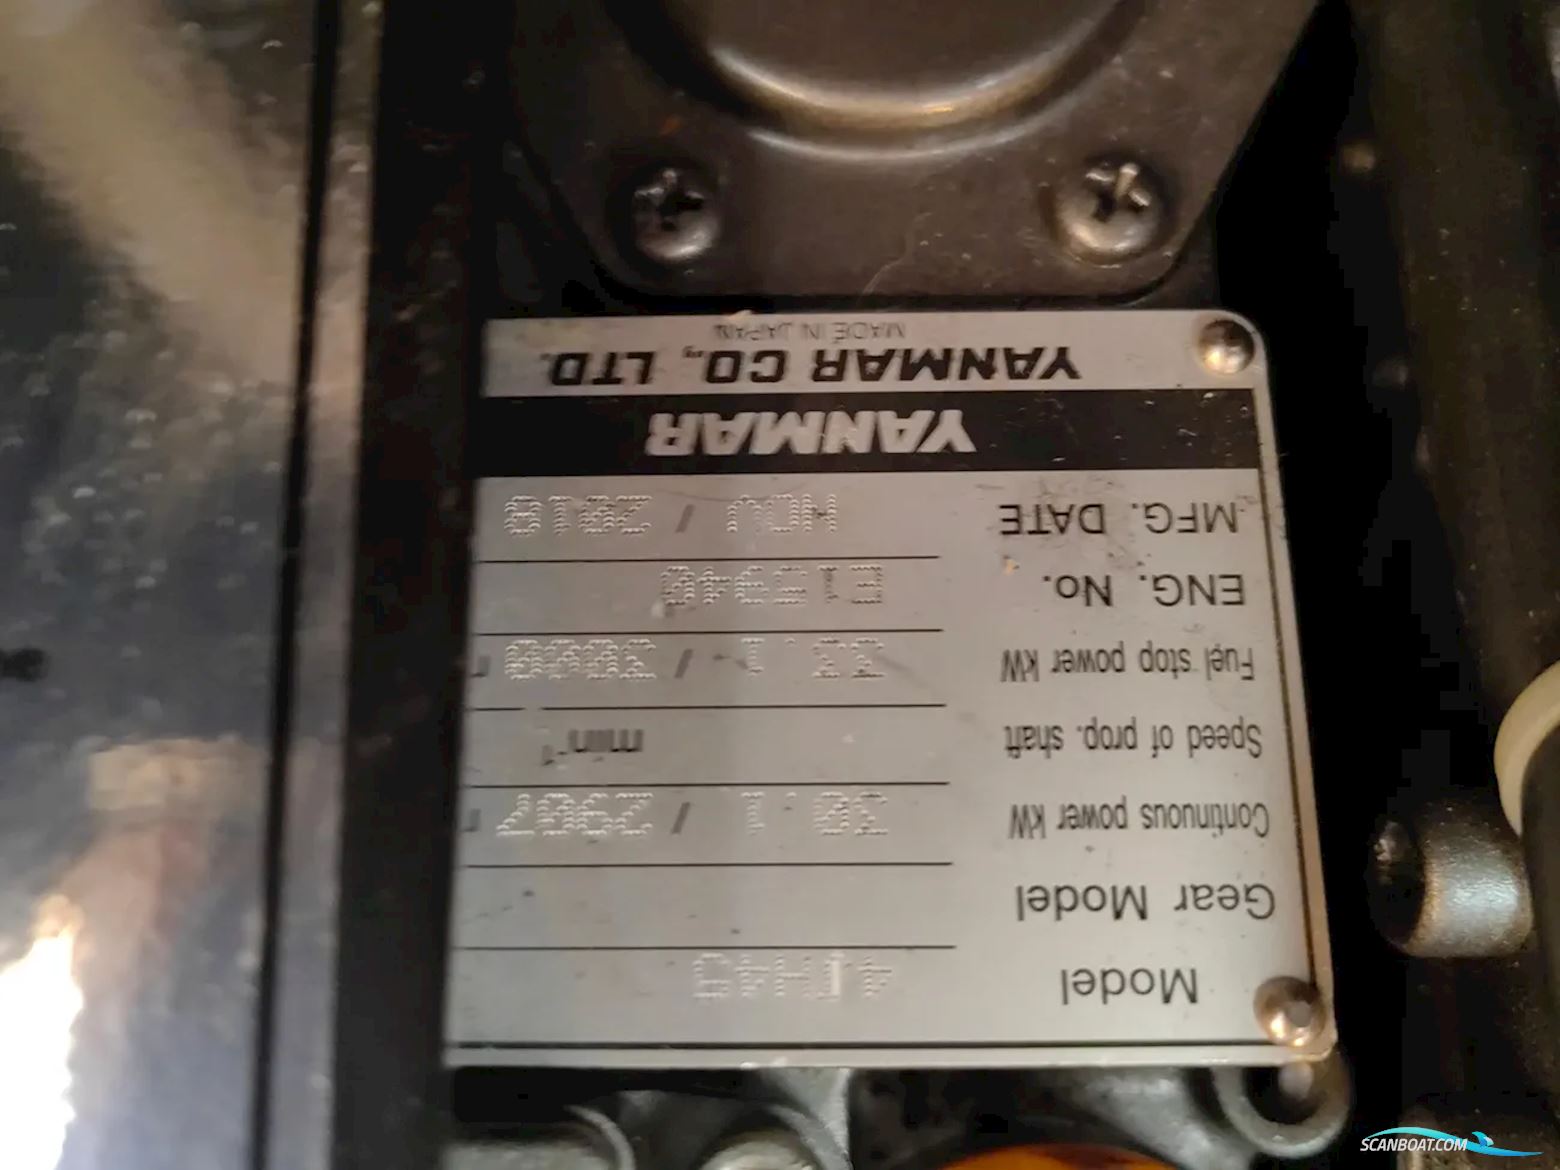 Model 4JH45
Gear Model
Continuous power kW 30.1 / 2907
Speed of prop. shaft min-1
Fuel stop power kW 33.1 / 3000
ENG. No. E15940
MFG. DATE NOV / 2018
YANMAR
YANMAR CO., LTD.
MADE IN JAPAN
SCANBOAT.COM